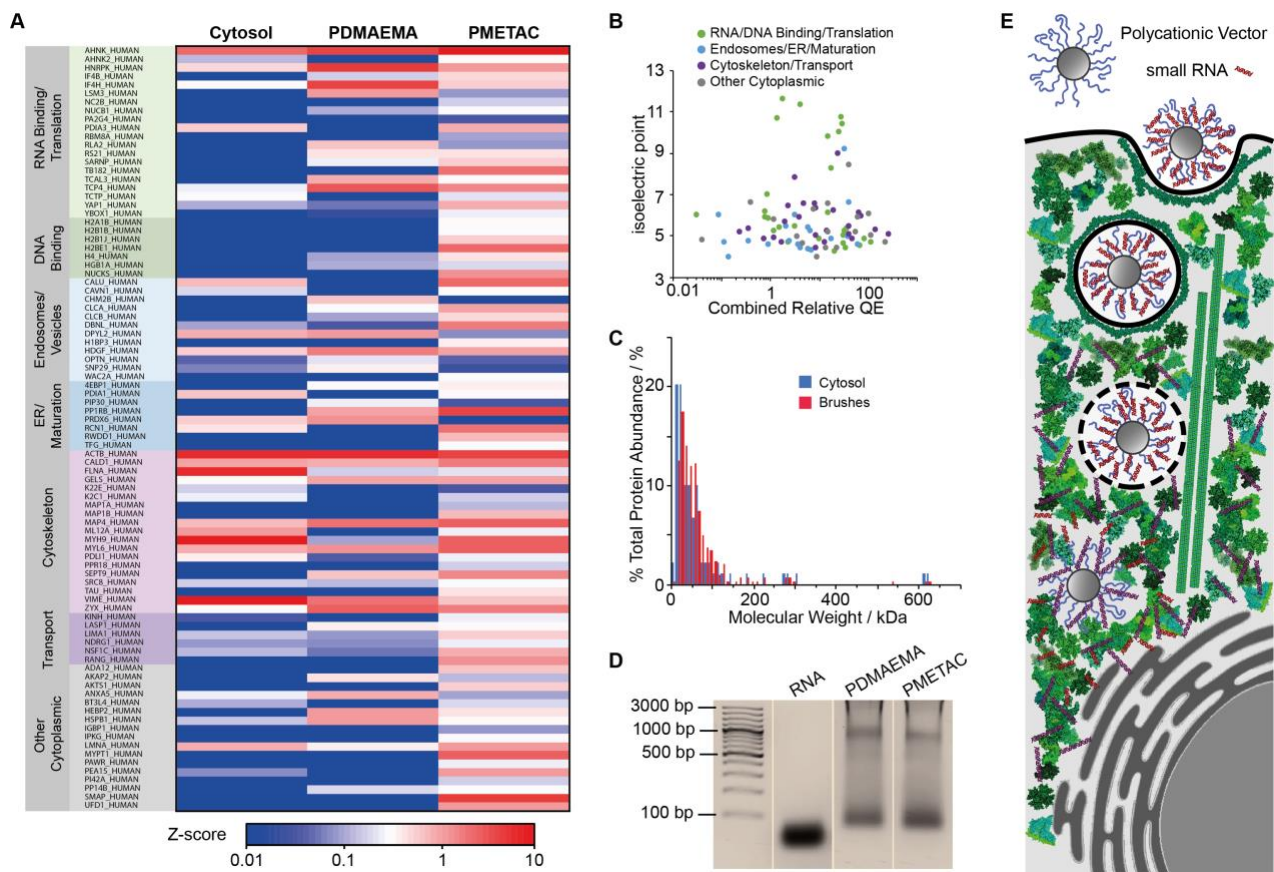 A
Cytosol PDMAEMA PMETAC
RNA Binding/
Translation
AHNK_HUMAN
AHNK2_HUMAN
HNRPK_HUMAN
IF4B_HUMAN
IF4H_HUMAN
LSM3_HUMAN
NC2B_HUMAN
NUCB1_HUMAN
PA2G4_HUMAN
PDIA3_HUMAN
RBM8A_HUMAN
RLA2_HUMAN
RS21_HUMAN
SARNP_HUMAN
TB182_HUMAN
TCAL3_HUMAN
TCP4_HUMAN
TCTP_HUMAN
YAP1_HUMAN
YBOX1_HUMAN
DNA
Binding
H2A1B_HUMAN
H2B1B_HUMAN
H2B1J_HUMAN
H2BE1_HUMAN
H4_HUMAN
HGB1A_HUMAN
NUCKS_HUMAN
Endosomes/
Vesicles
CALU_HUMAN
CAVN1_HUMAN
CHM2B_HUMAN
CLCA_HUMAN
CLCB_HUMAN
DBNL_HUMAN
DPYL2_HUMAN
H1BP3_HUMAN
HDGF_HUMAN
OPTN_HUMAN
SNP29_HUMAN
WAC2A_HUMAN
ER/
Maturation
4EBP1_HUMAN
PDIA1_HUMAN
PIP30_HUMAN
PP1RB_HUMAN
PRDX6_HUMAN
RCN1_HUMAN
RWDD1_HUMAN
TFG_HUMAN
Cytoskeleton
ACTB_HUMAN
CALD1_HUMAN
FLNA_HUMAN
GELS_HUMAN
K22E_HUMAN
K2C1_HUMAN
MAP1A_HUMAN
MAP1B_HUMAN
MAP4_HUMAN
ML12A_HUMAN
MYH9_HUMAN
MYL6_HUMAN
PDLI1_HUMAN
PPR18_HUMAN
SEPT9_HUMAN
SRC8_HUMAN
TAU_HUMAN
VIME_HUMAN
ZYX_HUMAN
Transport
KINH_HUMAN
LASP1_HUMAN
LIMA1_HUMAN
NDRG1_HUMAN
NSF1C_HUMAN
RANG_HUMAN
Other
Cytoplasmic
ADA12_HUMAN
AKAP2_HUMAN
AKTS1_HUMAN
ANXA5_HUMAN
BT3L4_HUMAN
HEBP2_HUMAN
HSPB1_HUMAN
IGBP1_HUMAN
IPKG_HUMAN
LMNA_HUMAN
MYPT1_HUMAN
PAWR_HUMAN
PEA15_HUMAN
PI42A_HUMAN
PP14B_HUMAN
SMAP_HUMAN
UFD1_HUMAN
Z-score
0.01 0.1 1 10
B
RNA/DNA Binding/Translation
Endosomes/ER/Maturation
Cytoskeleton/Transport
Other Cytoplasmic
isoelectric point
13
11
9
7
5
3
0.01 1 100
Combined Relative QE
C
% Total Protein Abundance / %
20
10
0
Cytosol
Brushes
0 200 400 600
Molecular Weight / kDa
D
RNA PDMAEMA PMETAC
3000 bp
1000 bp
500 bp
100 bp
E
Polycationic Vector
small RNA